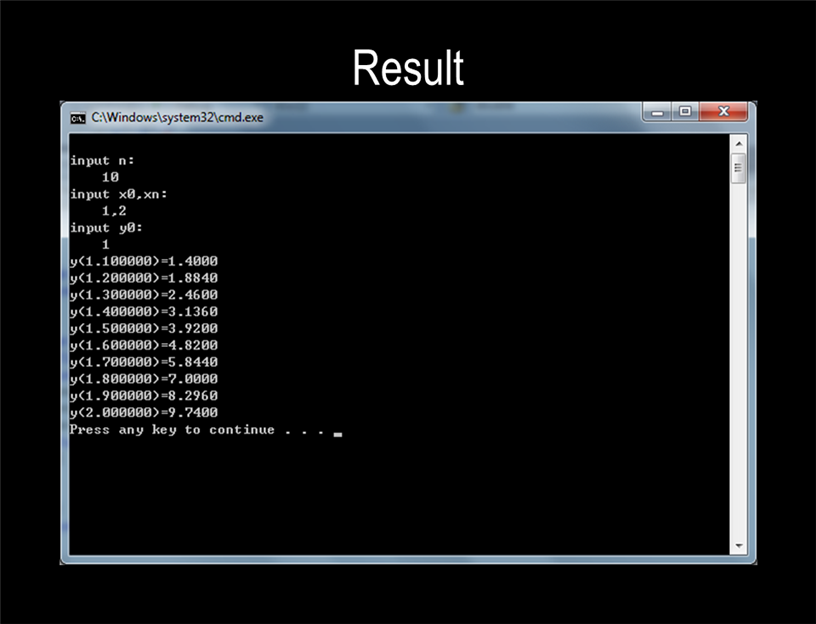 Result
C:\Windows\system32\cmd.exe
input n:
10
input x0,xn:
1,2
input y0:
1
y(1.100000)=1.4000
y(1.200000)=1.8840
y(1.300000)=2.4600
y(1.400000)=3.1360
y(1.500000)=3.9200
y(1.600000)=4.8200
y(1.700000)=5.8440
y(1.800000)=7.0000
y(1.900000)=8.2960
y(2.000000)=9.7400
Press any key to continue . . . _